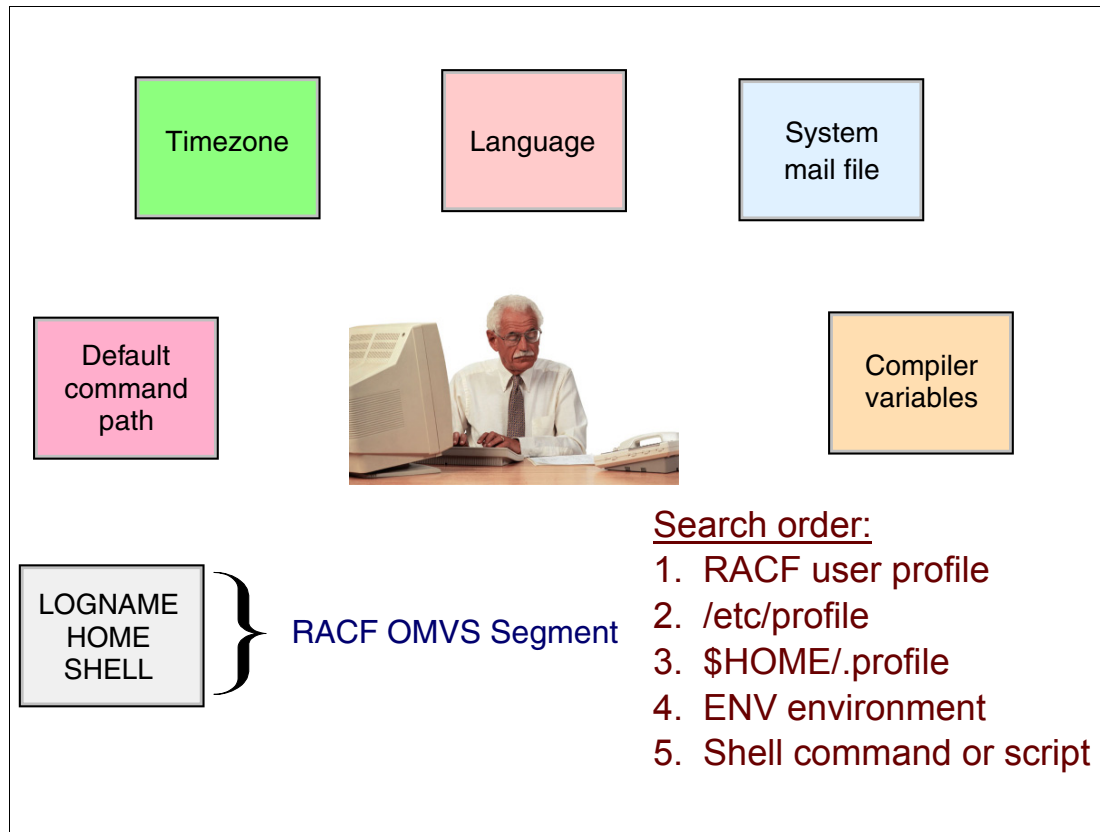 Timezone
Language
System
mail file
Default
command
path
Compiler
variables
LOGNAME
HOME
SHELL
RACF OMVS Segment
Search order:
1. RACF user profile
2. /etc/profile
3. $HOME/.profile
4. ENV environment
5. Shell command or script